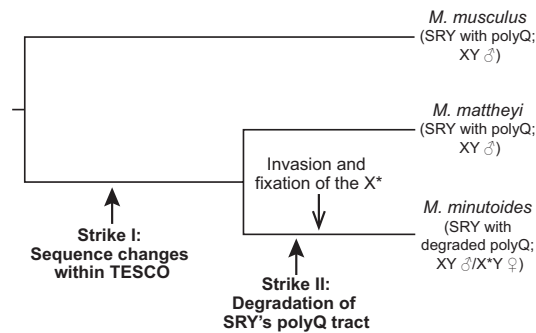 M. musculus
(SRY with polyQ;
XY ♂)
M. mattheyi
(SRY with polyQ;
XY ♂)
Invasion and
fixation of the X*
M. minutoides
(SRY with
degraded polyQ;
XY ♂/X*Y ♀)
Strike I:
Sequence changes
within TESCO
Strike II:
Degradation of
SRY's polyQ tract